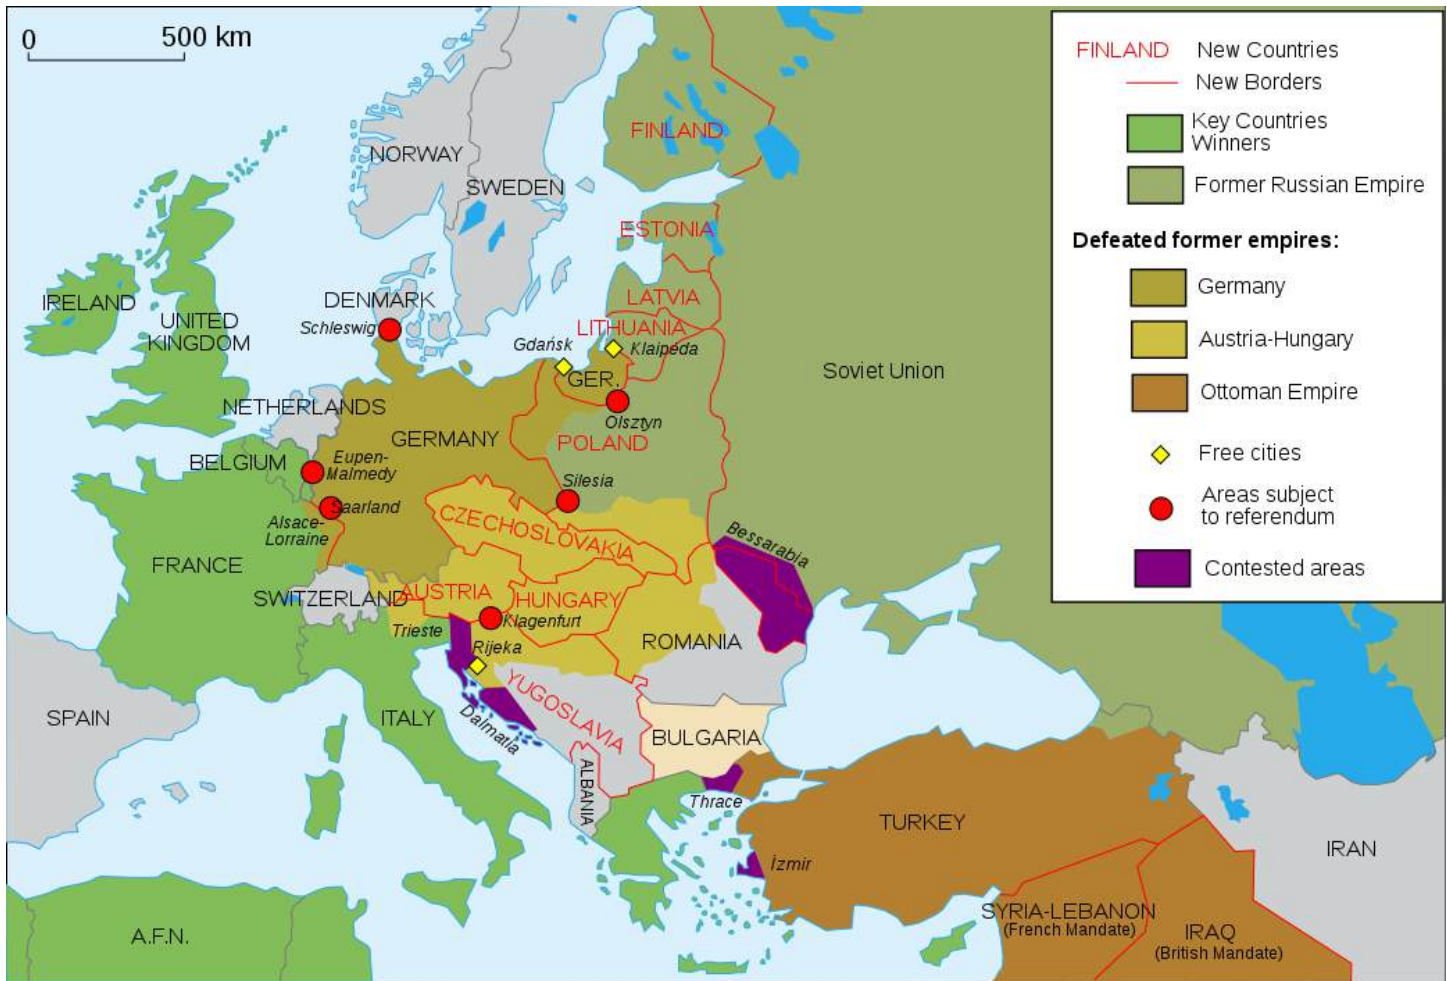 0
500 km
FINLAND
New Countries
New Borders
Key Countries
Winners
Former Russian Empire
Defeated former empires:
Germany
Austria-Hungary
Ottoman Empire
Free cities
Areas subject
to referendum
Contested areas
NORWAY
SWEDEN
FINLAND
ESTONIA
LATVIA
LITHUANIA
IRELAND
UNITED
KINGDOM
DENMARK
Schleswig
Gdańsk
Klaipėda
GER.
Olsztyn
Soviet Union
NETHERLANDS
GERMANY
POLAND
BELGIUM
Eupen-
Malmedy
Silesia
Saarland
Alsace-
Lorraine
CZECHOSLOVAKIA
Bessarabia
FRANCE
SWITZERLAND
AUSTRIA
HUNGARY
Klagenfurt
Trieste
Rijeka
ROMANIA
SPAIN
ITALY
Dalmatia
YUGOSLAVIA
BULGARIA
ALBANIA
Thrace
TURKEY
İzmir
IRAN
A.F.N.
SYRIA-LEBANON
(French Mandate)
IRAQ
(British Mandate)